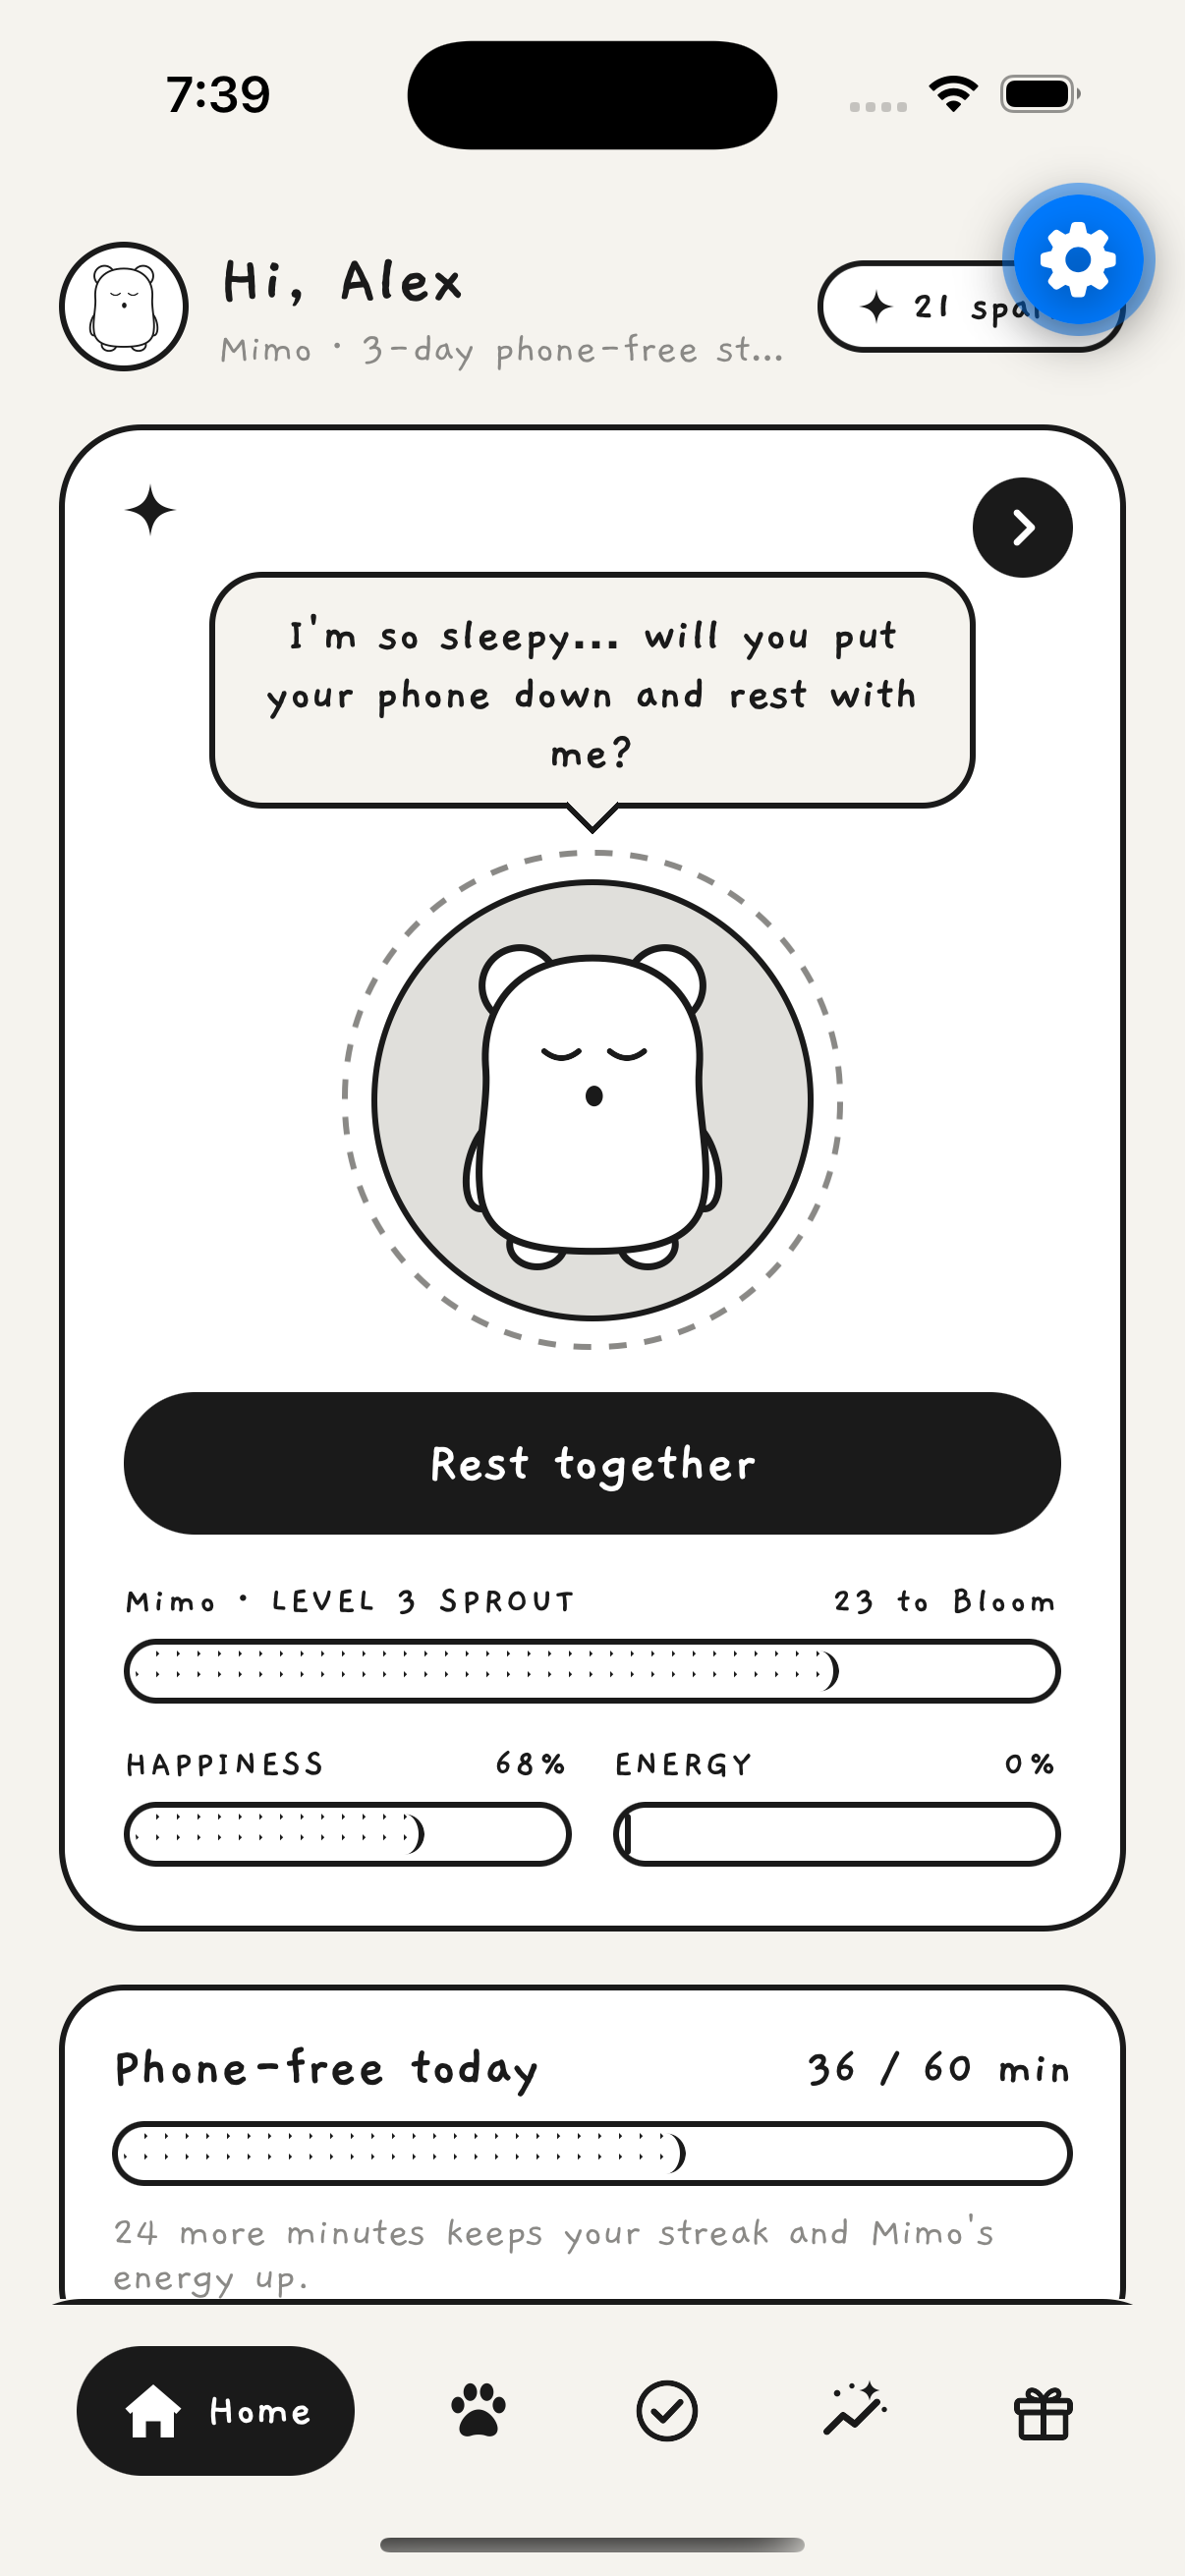 7:39
Hi, Alex
Mimo · 3-day phone-free st...
21
I'm so sleepy... will you put
your phone down and rest with
me?
Rest together
Mimo · LEVEL 3 SPROUT
23 to Bloom
HAPPINESS 68%
ENERGY 0%
Phone-free today
36 / 60 min
24 more minutes keeps your streak and Mimo's
energy up.
Home